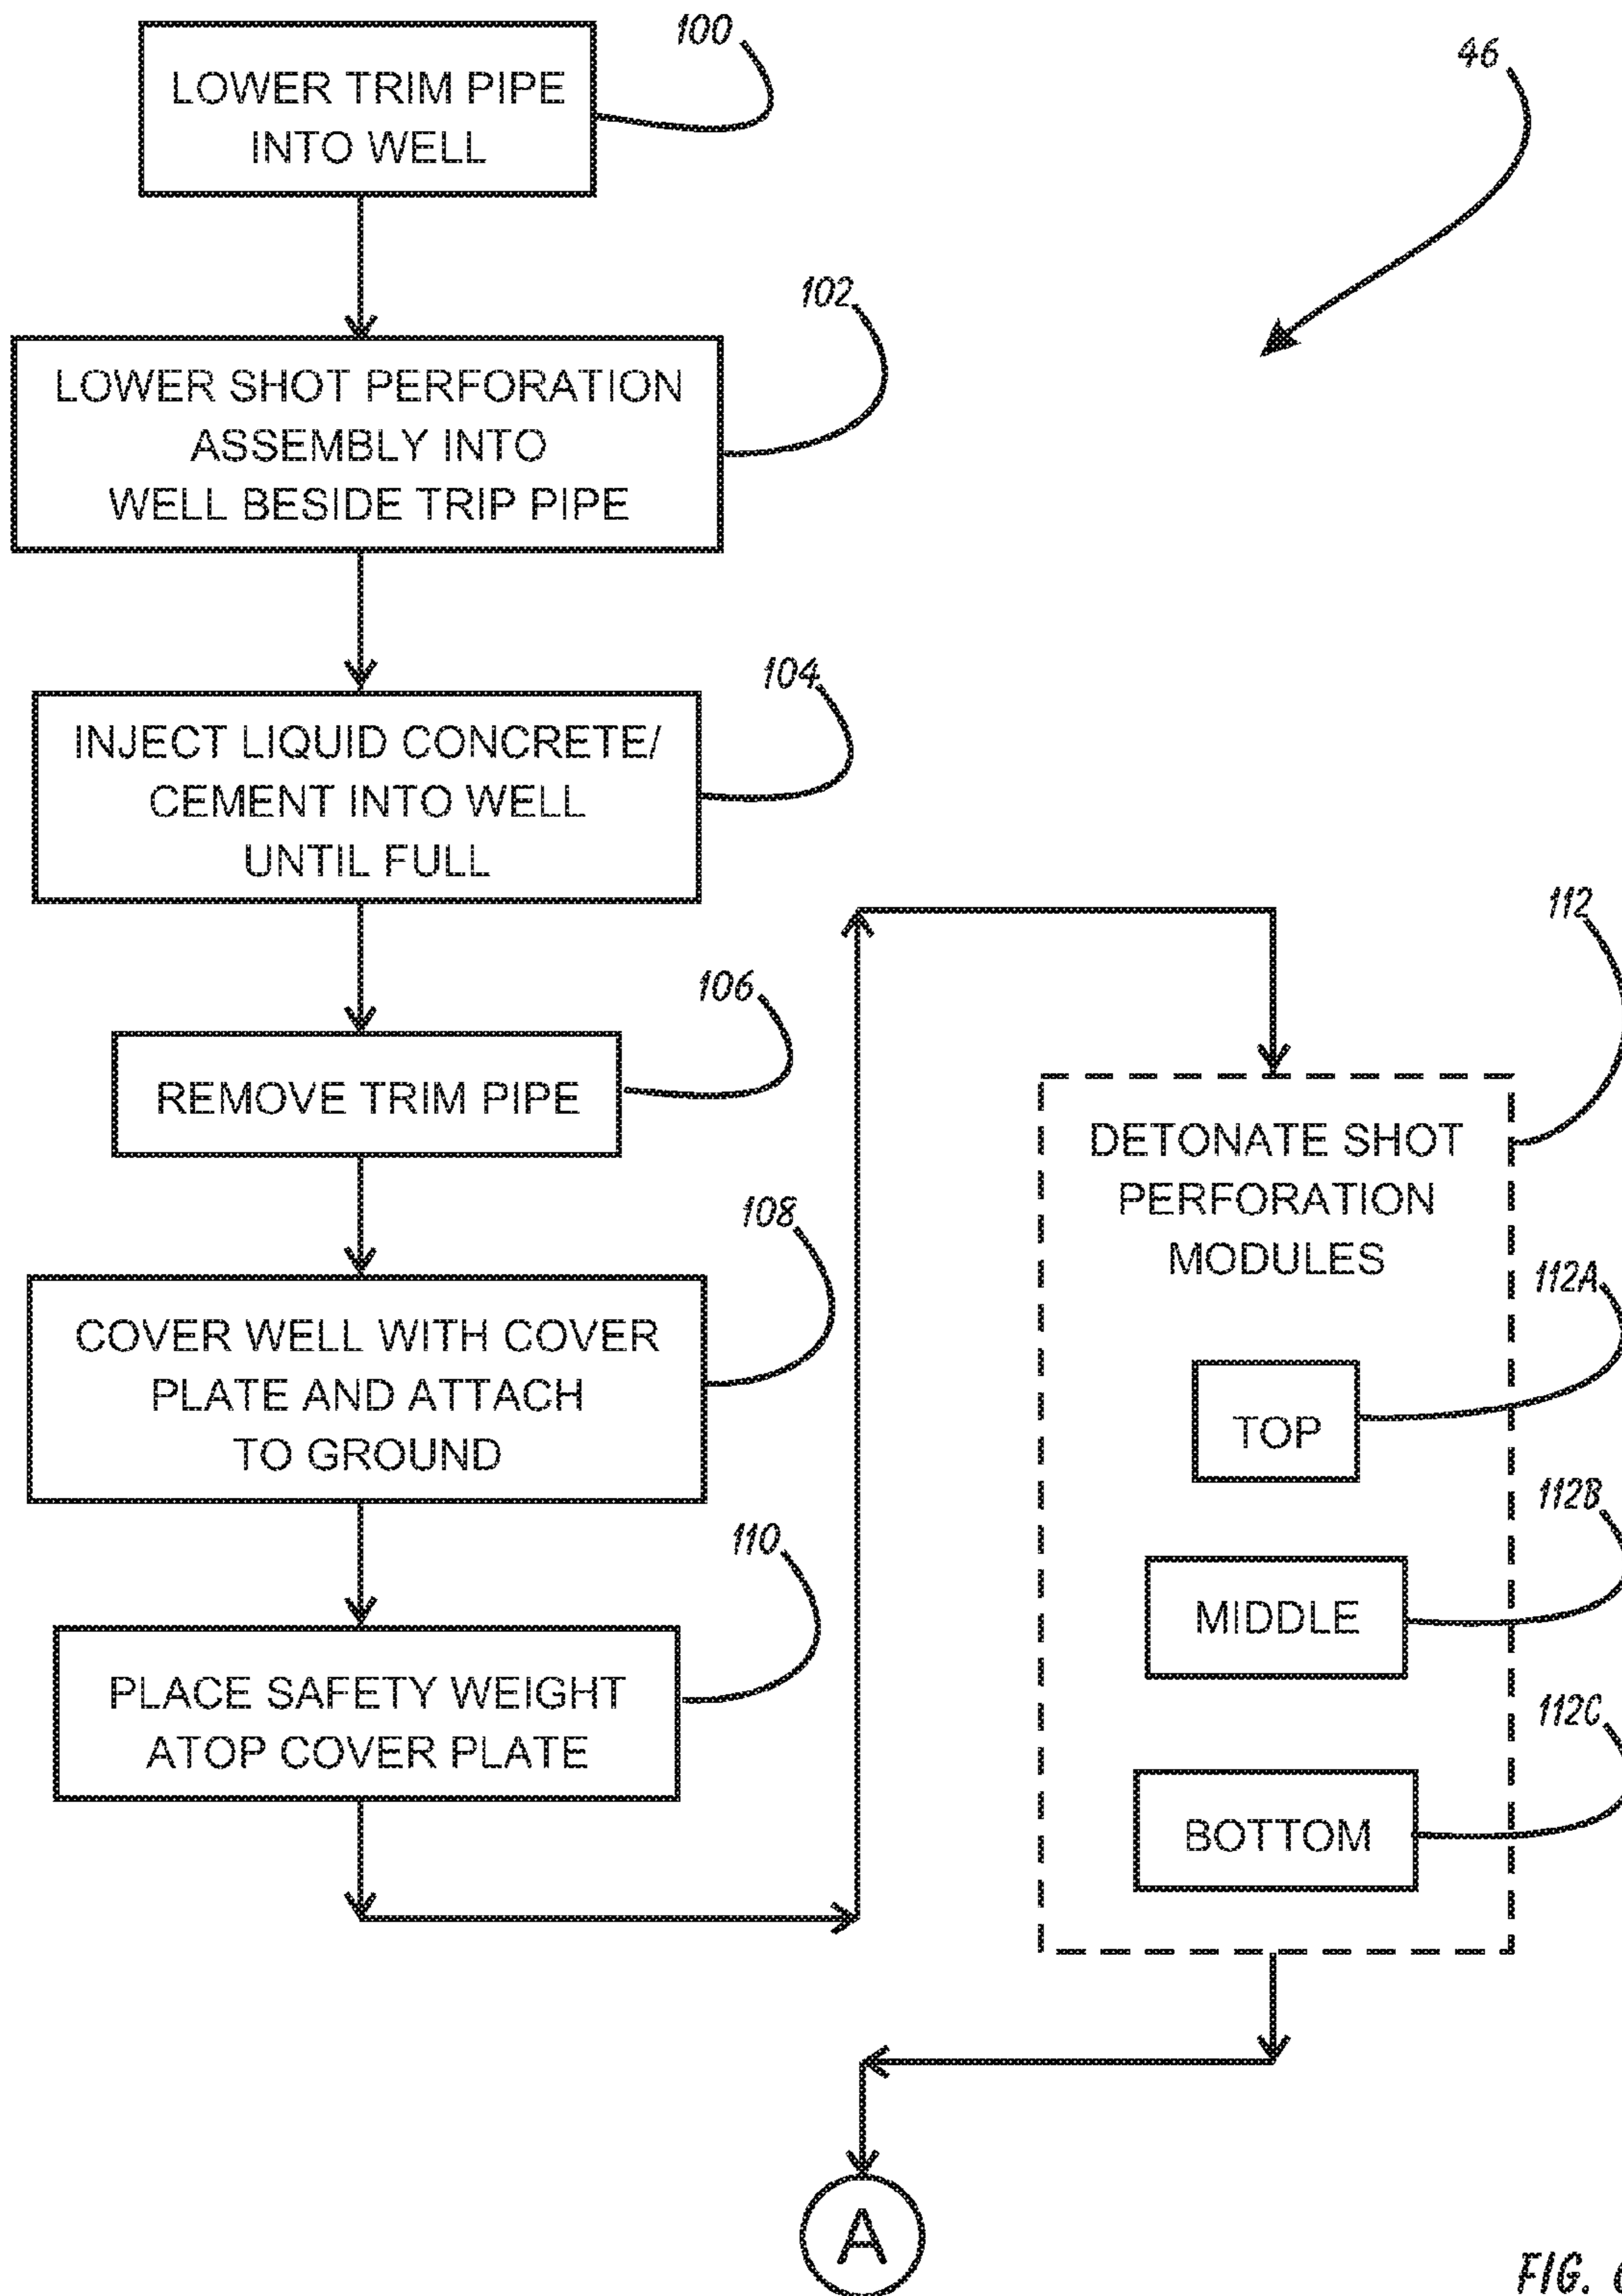 100
LOWER TRIM PIPE
INTO WELL
46
102
LOWER SHOT PERFORATION
ASSEMBLY INTO
WELL BESIDE TRIP PIPE
104
INJECT LIQUID CONCRETE/
CEMENT INTO WELL
UNTIL FULL
106
REMOVE TRIM PIPE
108
COVER WELL WITH COVER
PLATE AND ATTACH
TO GROUND
110
PLACE SAFETY WEIGHT
ATOP COVER PLATE
112
DETONATE SHOT
PERFORATION
MODULES
112A
TOP
112B
MIDDLE
112C
BOTTOM
A
FIG.